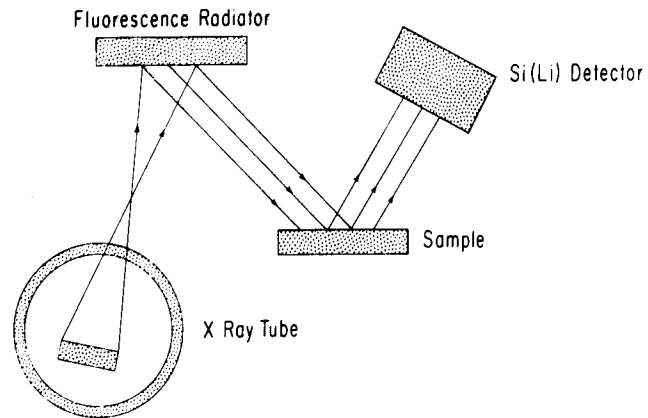 Fluorescence Radiator
Si(Li) Detector
Sample
X Ray Tube